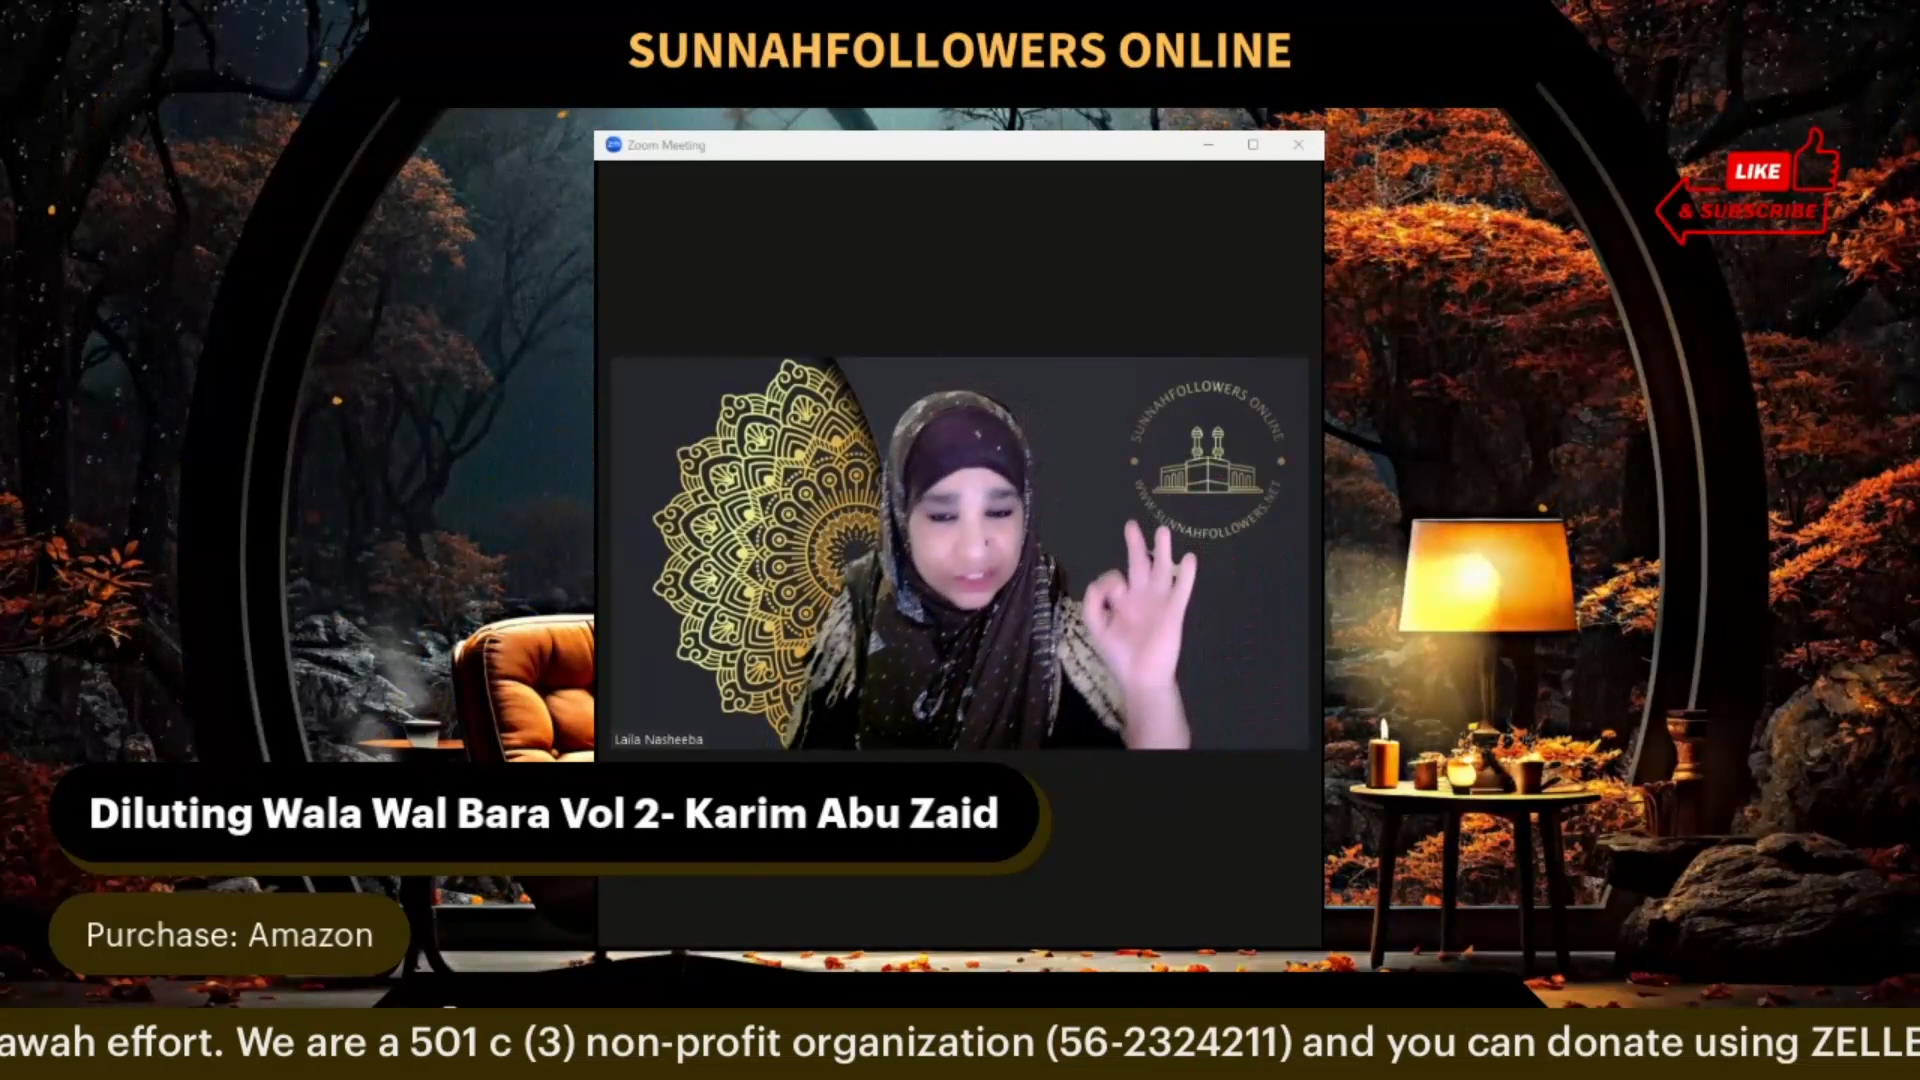 SUNNAHFOLLOWERS ONLINE
zm Zoom Meeting
LIKE
& SUBSCRIBE
SUNNAHFOLLOWERS ONLINE
WWW.SUNNAHFOLLOWERS.NET
Laila Nasheeba
Diluting Wala Wal Bara Vol 2- Karim Abu Zaid
Purchase: Amazon
awah effort. We are a 501 c (3) non-profit organization (56-2324211) and you can donate using ZELLE